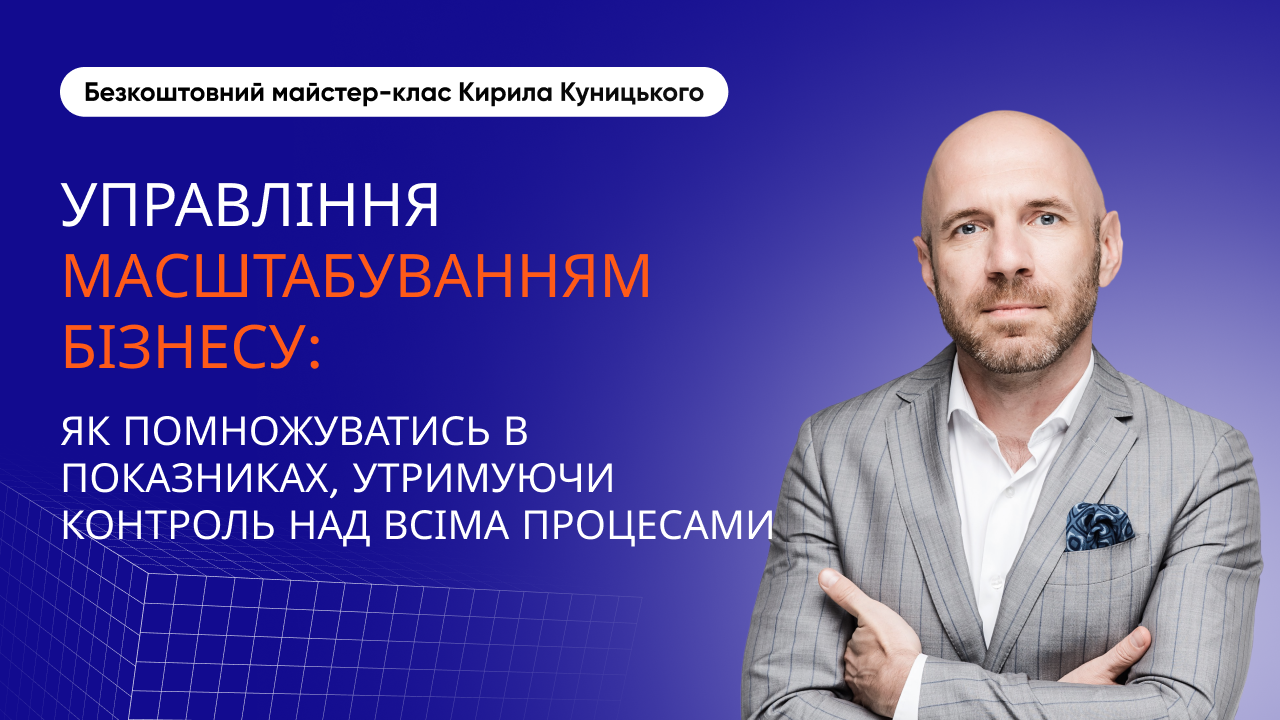 Безкоштовний майстер-клас Кирила Куницького
УПРАВЛІННЯ
МАСШТАБУВАННЯМ
БІЗНЕСУ:
ЯК ПОМНОЖУВАТИСЬ В
ПОКАЗНИКАХ, УТРИМУЮЧИ
КОНТРОЛЬ НАД ВСІМА ПРОЦЕСАМИ